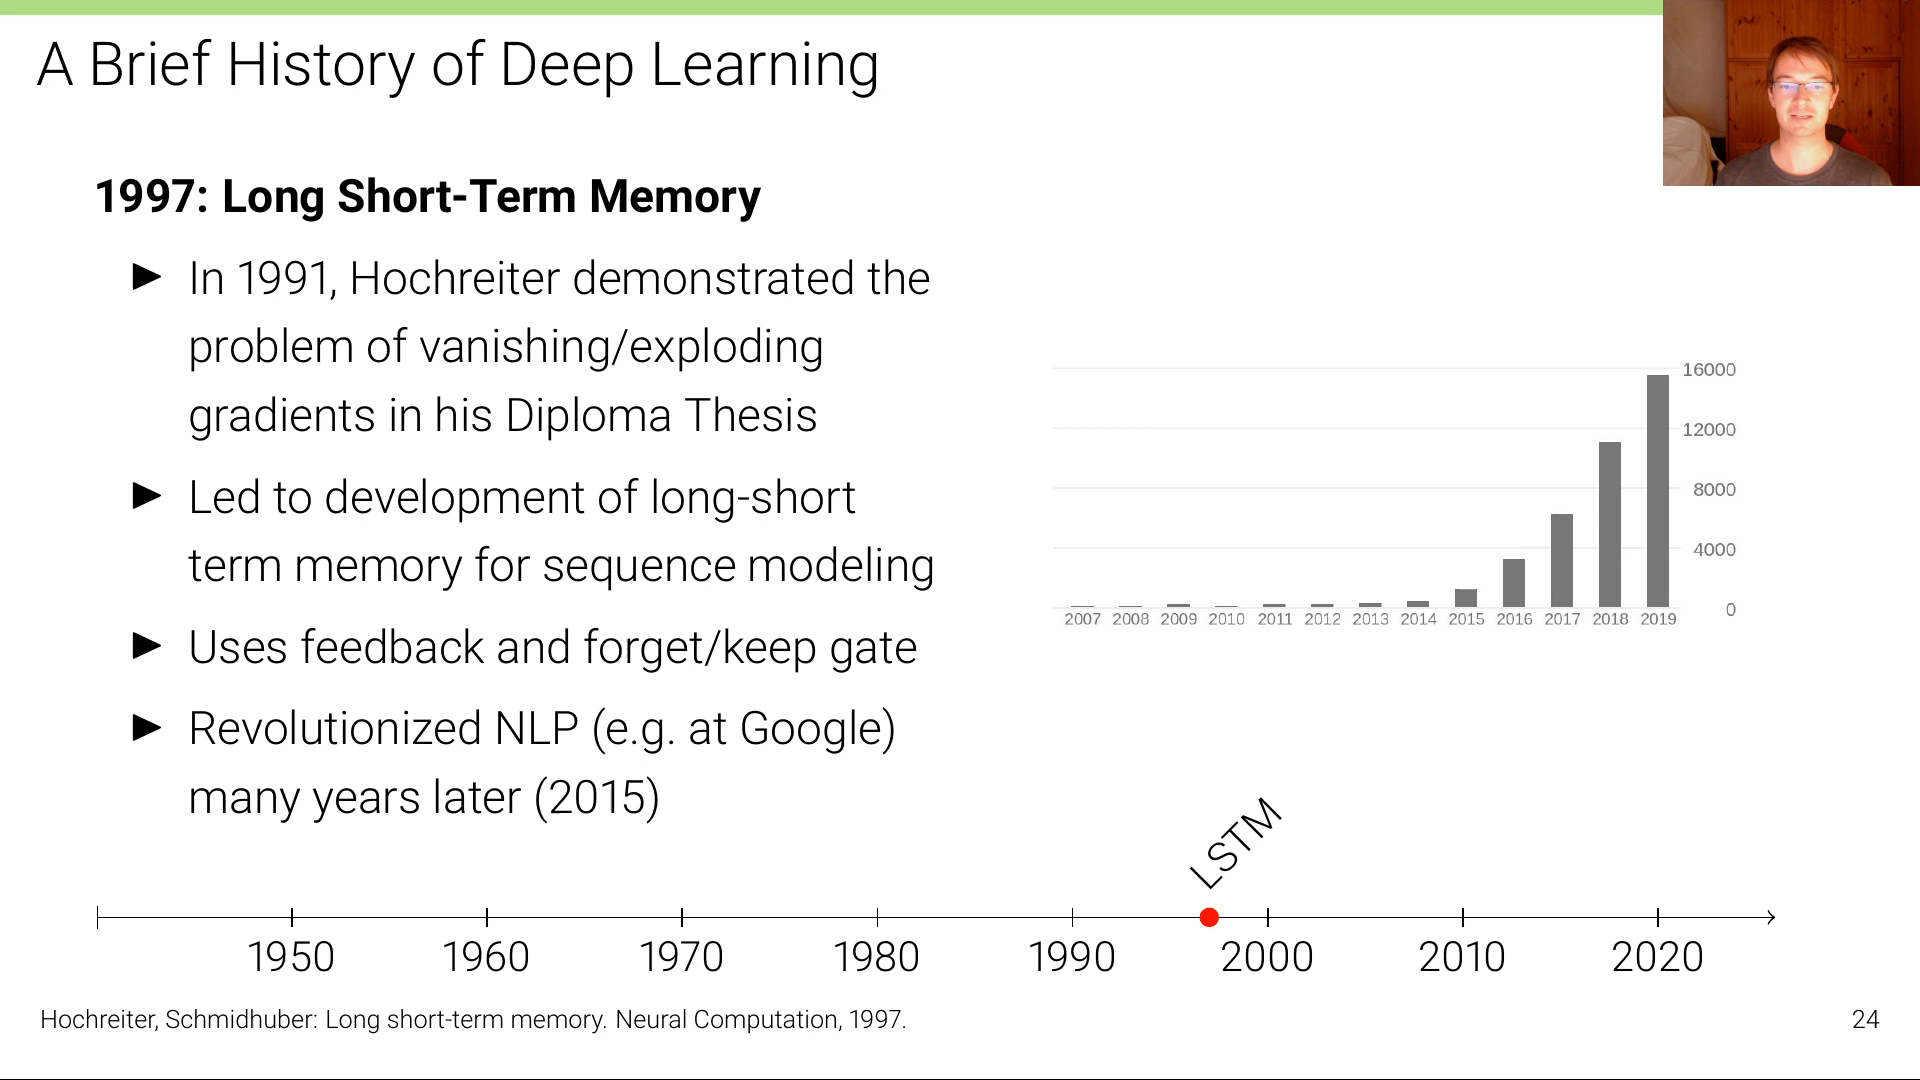 A Brief History of Deep Learning
1997: Long Short-Term Memory
In 1991, Hochreiter demonstrated the
problem of vanishing/exploding
gradients in his Diploma Thesis
Led to development of long-short
term memory for sequence modeling
Uses feedback and forget/keep gate
Revolutionized NLP (e.g. at Google)
many years later (2015)
16000
12000
8000
4000
0
2007 2008 2009 2010 2011 2012 2013 2014 2015 2016 2017 2018 2019
LSTM
1950 1960 1970 1980 1990 2000 2010 2020
Hochreiter, Schmidhuber: Long short-term memory. Neural Computation, 1997.
24